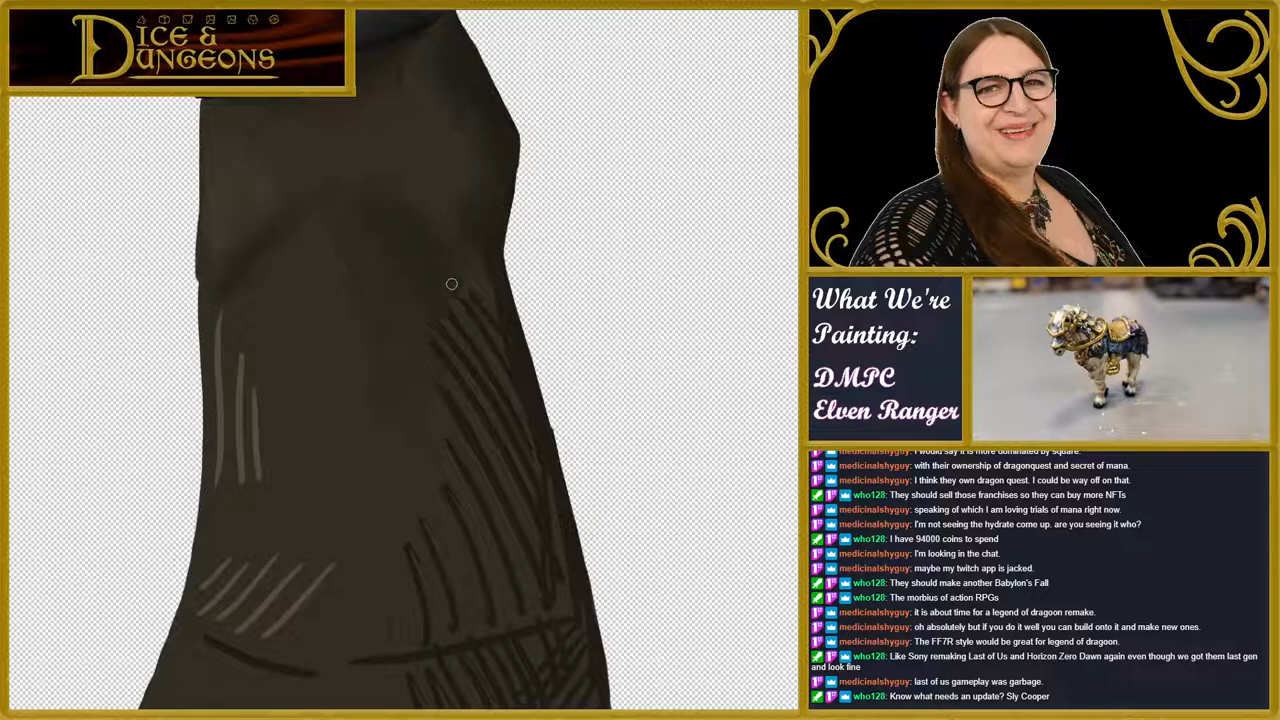 DICE &
DUNGEONS
What We're
Painting:
DMPC
Elven Ranger
medicinalshyguy: I would say it is more dominated by square.
medicinalshyguy: with their ownership of dragonquest and secret of mana.
medicinalshyguy: I think they own dragon quest. I could be way off on that.
who128: They should sell those franchises so they can buy more NFTs
medicinalshyguy: speaking of which I am loving trials of mana right now.
medicinalshyguy: I'm not seeing the hydrate come up. are you seeing it who?
who128: I have 94000 coins to spend
medicinalshyguy: I'm looking in the chat.
medicinalshyguy: maybe my twitch app is jacked.
who128: They should make another Babylon's Fall
who128: The morbius of action RPGs
medicinalshyguy: it is about time for a legend of dragoon remake.
medicinalshyguy: oh absolutely but if you do it well you can build onto it and make new ones.
medicinalshyguy: The FF7R style would be great for legend of dragoon.
who128: Like Sony remaking Last of Us and Horizon Zero Dawn again even though we got them last gen
and look fine
medicinalshyguy: last of us gameplay was garbage.
who128: Know what needs an update? Sly Cooper